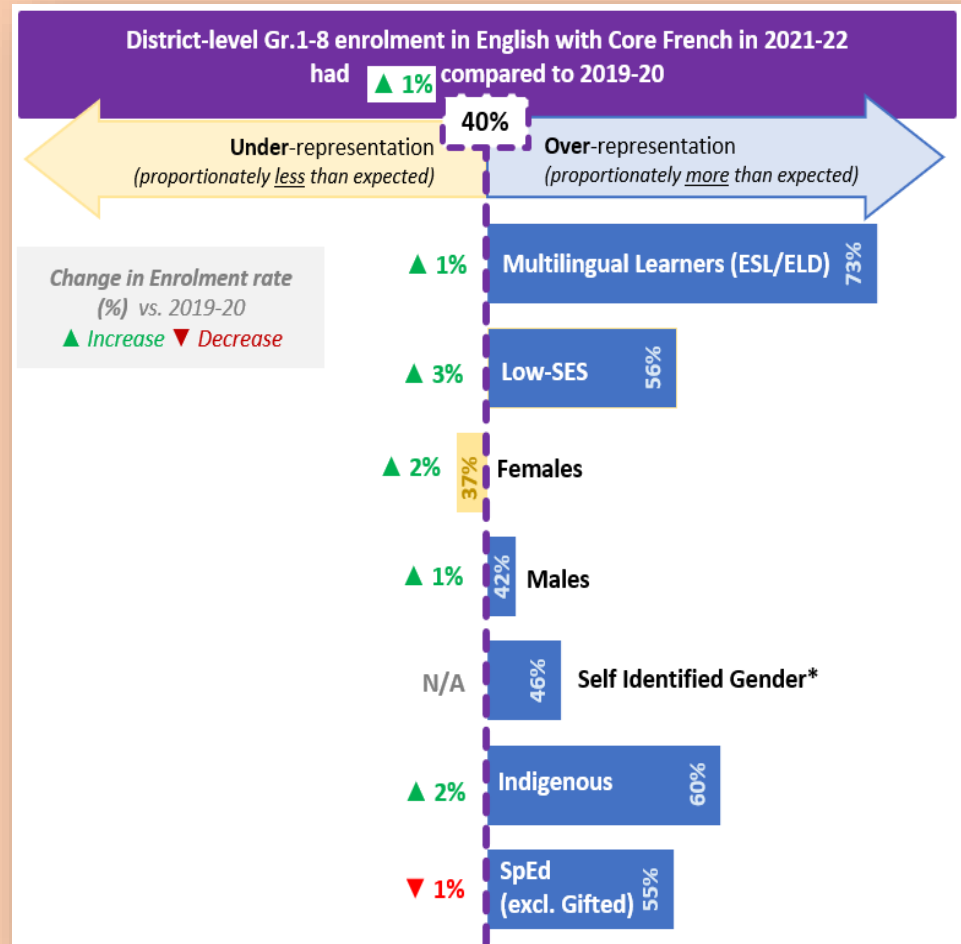 District-level Gr.1-8 enrolment in English with Core French in 2021-22
had ▲ 1% compared to 2019-20
40%
Under-representation
(proportionately less than expected)
Over-representation
(proportionately more than expected)
Change in Enrolment rate
(%) vs. 2019-20
▲ Increase ▼ Decrease
▲ 1% Multilingual Learners (ESL/ELD) 73%
▲ 3% Low-SES 56%
▲ 2% 37% Females
▲ 1% 42% Males
N/A 46% Self Identified Gender*
▲ 2% Indigenous 60%
▼ 1% SpEd
(excl. Gifted) 55%